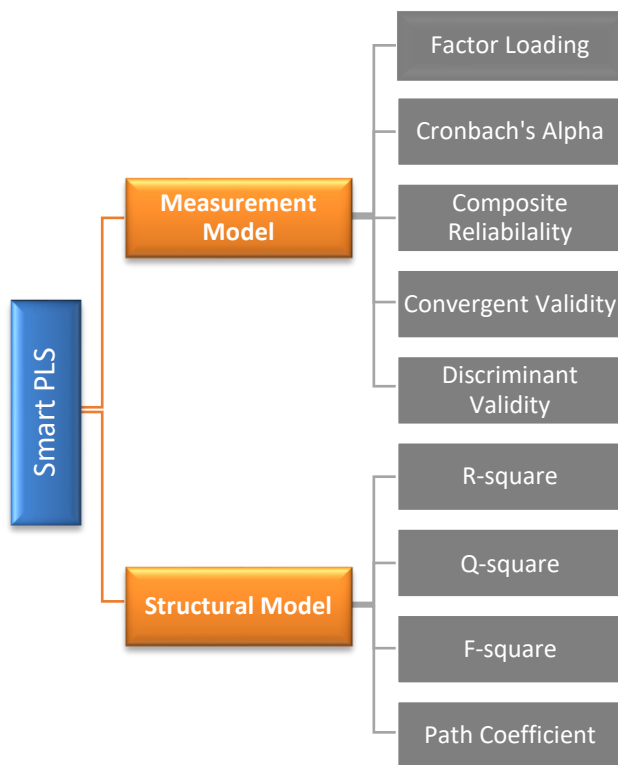 Smart PLS
Measurement
Model
Factor Loading
Cronbach's Alpha
Composite
Reliabilality
Convergent Validity
Discriminant
Validity
Structural Model
R-square
Q-square
F-square
Path Coefficient